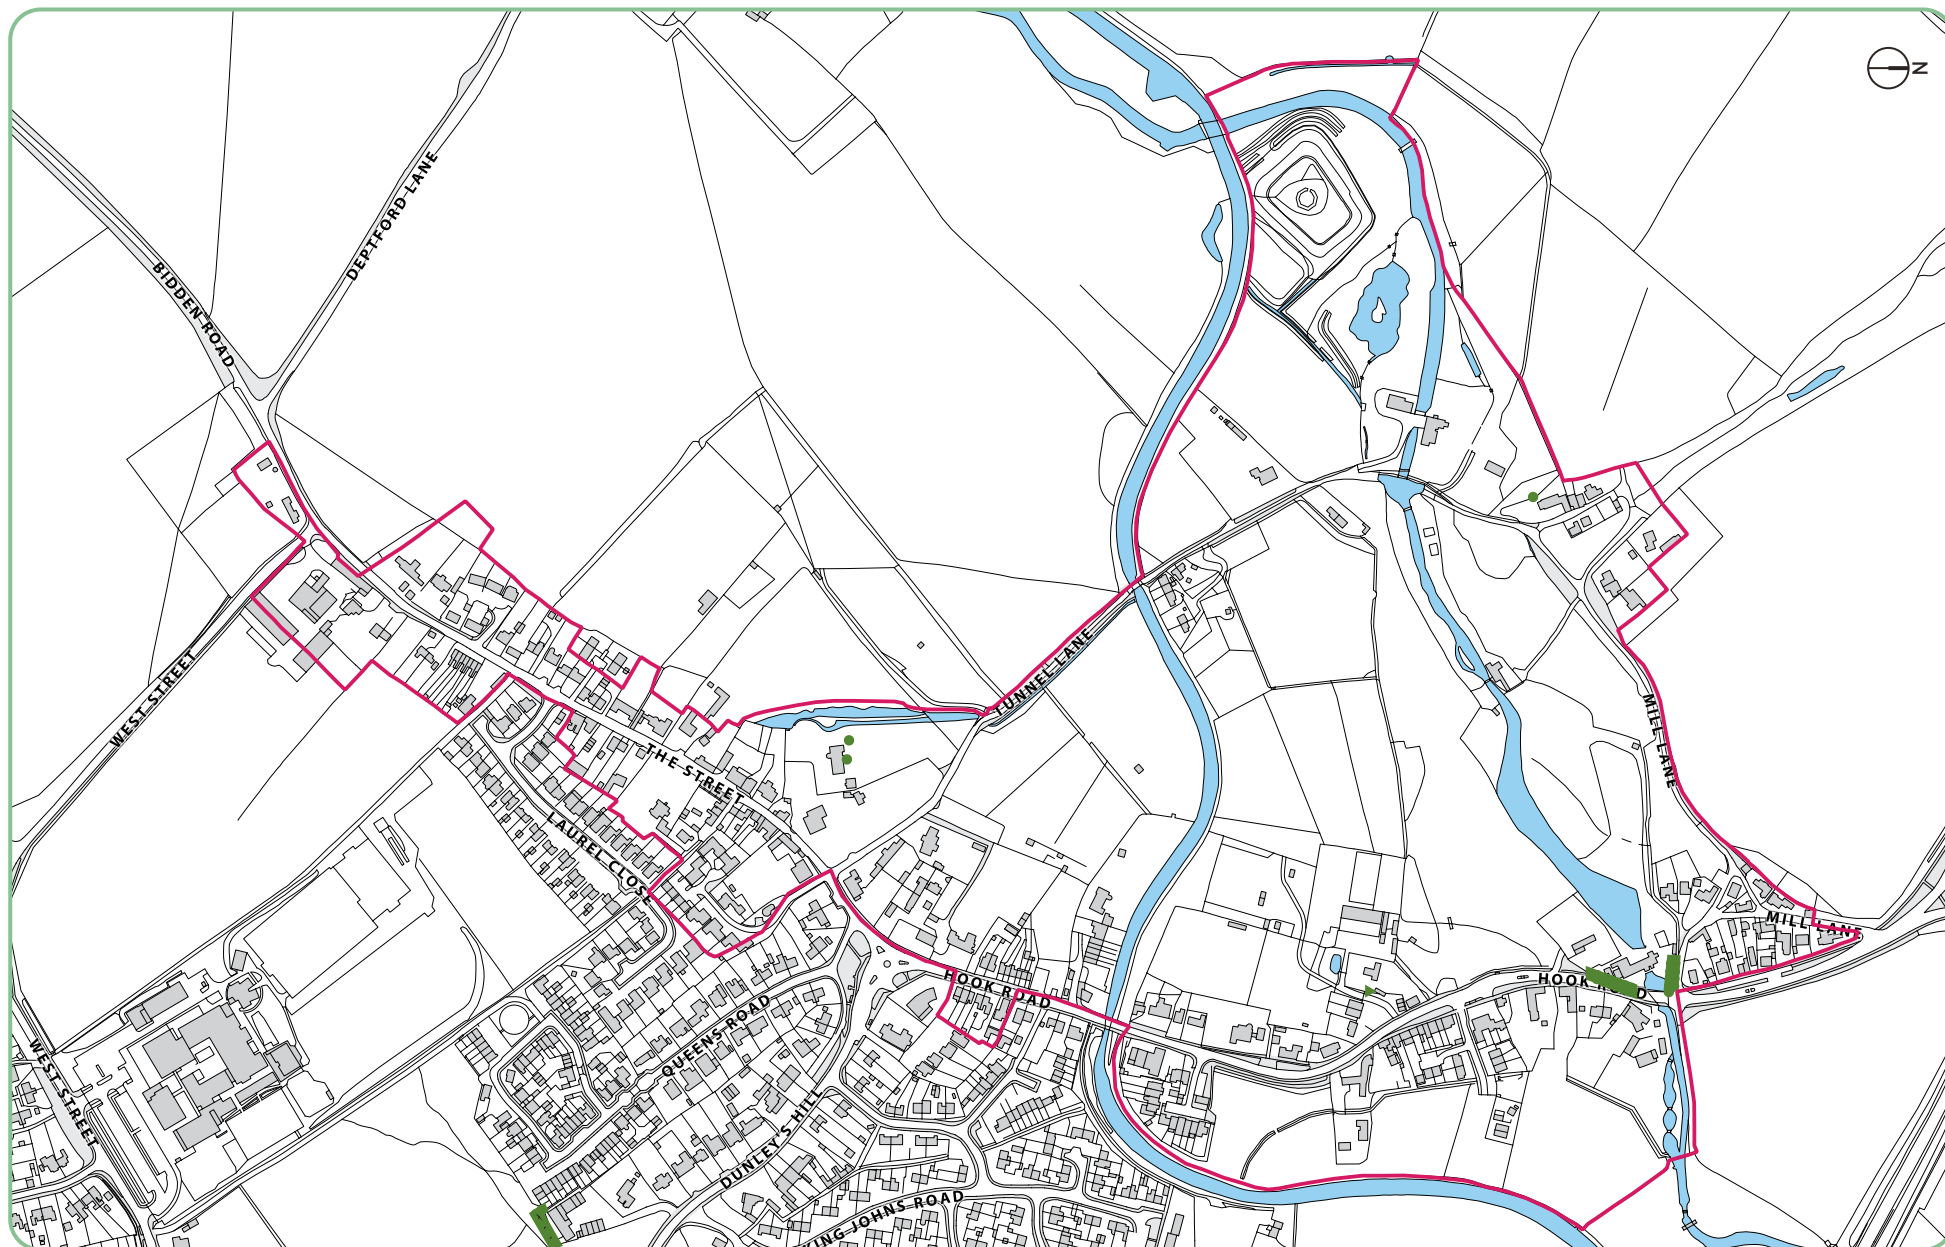 N
DEPTFORD LANE
BIDDEN ROAD
WEST STREET
TUNNEL LANE
MILL LANE
THE STREET
LAUREL CLOSE
MILL LANE
HOOK ROAD
HOOK ROAD
QUEENS ROAD
WEST STREET
DUNLEY'S HILL
KING JOHNS ROAD